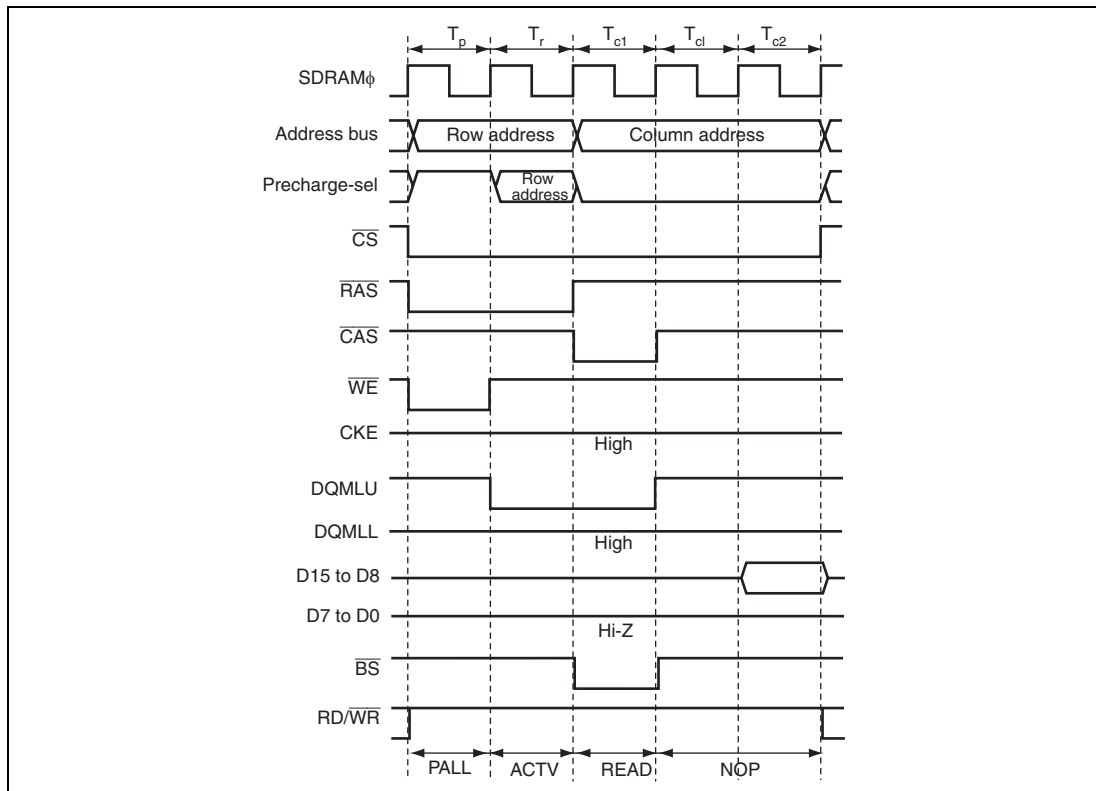 Tp Tr Tc1 Tcl Tc2
SDRAMϕ
Address bus Row address Column address
Precharge-sel Row address
CS
RAS
CAS
WE
CKE High
DQMLU
DQMLL High
D15 to D8
D7 to D0 Hi-Z
BS
RD/WR
PALL ACTV READ NOP